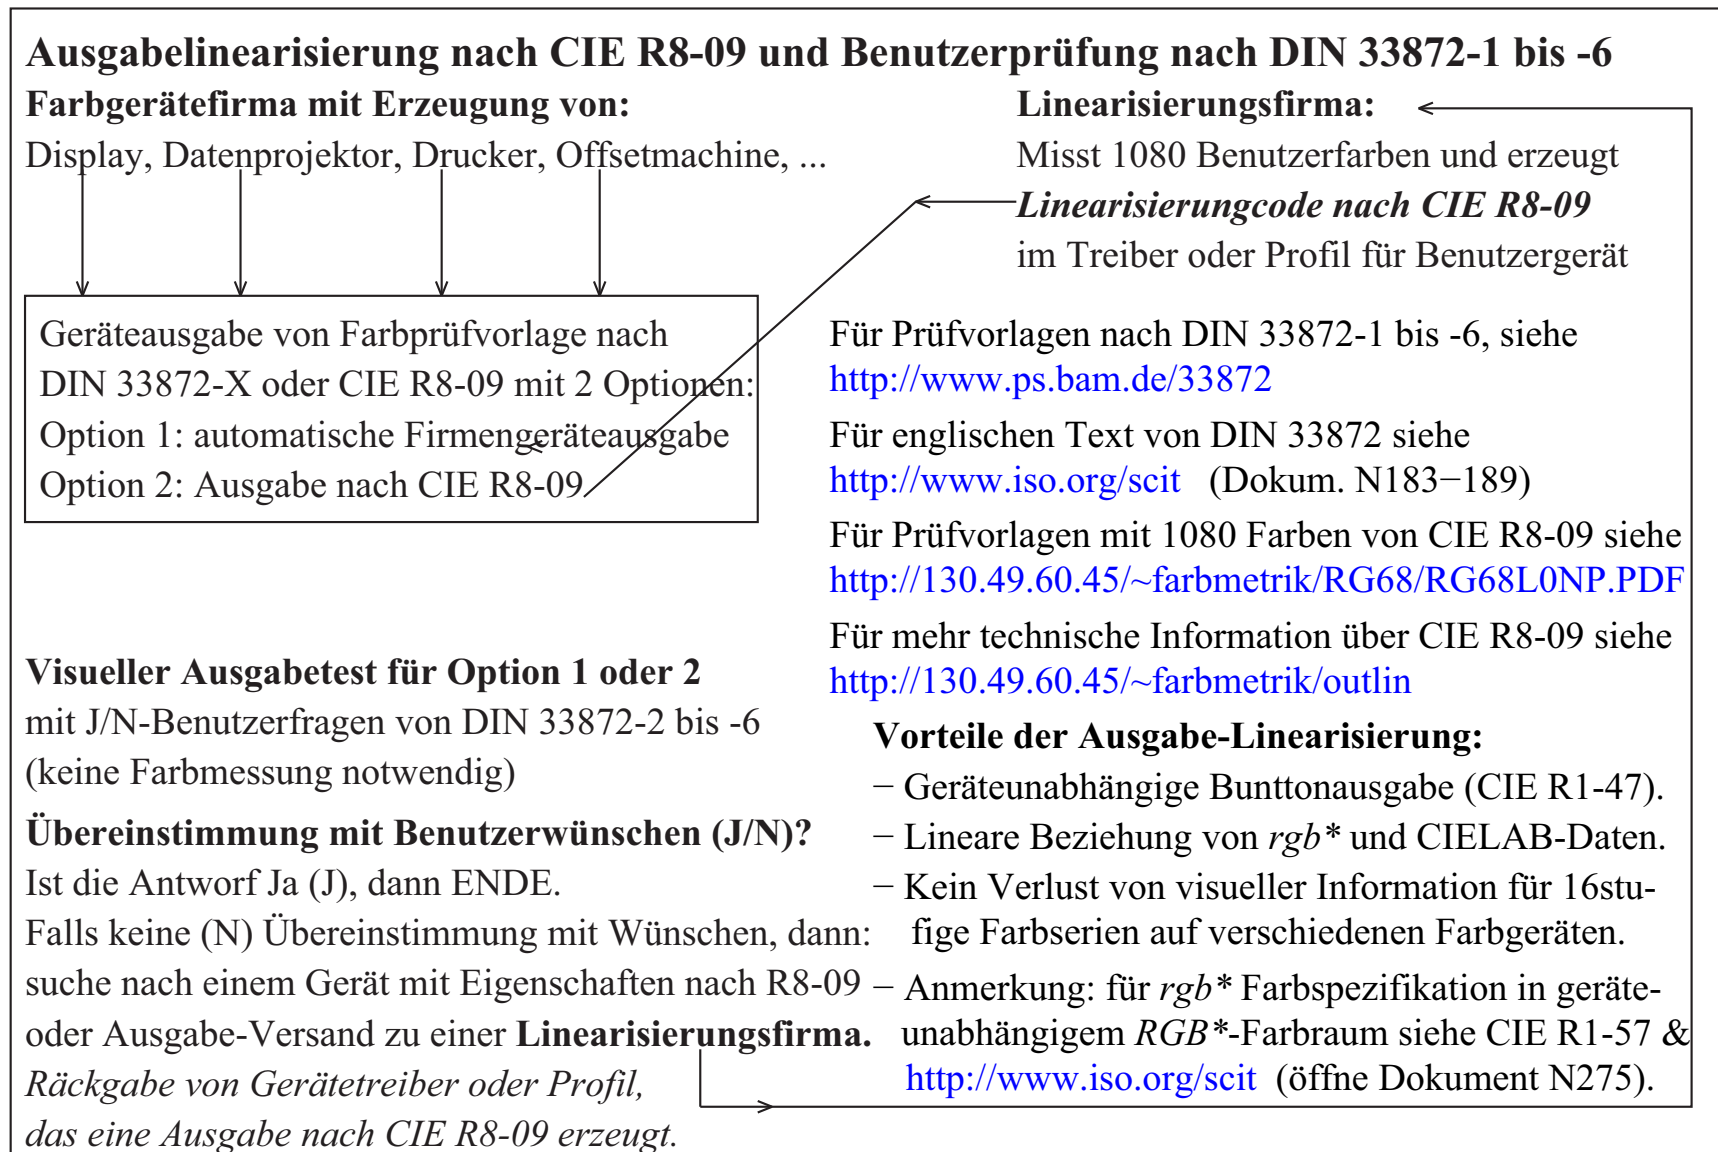 Ausgabelinearisierung nach CIE R8-09 und Benutzerprüfung nach DIN 33872-1 bis -6
Farbgerätefirma mit Erzeugung von:
Display, Datenprojektor, Drucker, Offsetmachine, ...
Linearisierungsfirma:
Misst 1080 Benutzerfarben und erzeugt
Linearisierungcode nach CIE R8-09
im Treiber oder Profil für Benutzergerät
Geräteausgabe von Farbprüfvorlage nach
DIN 33872-X oder CIE R8-09 mit 2 Optionen:
Option 1: automatische Firmengeräteausgabe
Option 2: Ausgabe nach CIE R8-09
Für Prüfvorlagen nach DIN 33872-1 bis -6, siehe
http://www.ps.bam.de/33872
Für englischen Text von DIN 33872 siehe
http://www.iso.org/scit (Dokum. N183−189)
Für Prüfvorlagen mit 1080 Farben von CIE R8-09 siehe
http://130.49.60.45/~farbmetrik/RG68/RG68L0NP.PDF
Für mehr technische Information über CIE R8-09 siehe
http://130.49.60.45/~farbmetrik/outlin
Visueller Ausgabetest für Option 1 oder 2
mit J/N-Benutzerfragen von DIN 33872-2 bis -6
(keine Farbmessung notwendig)
Übereinstimmung mit Benutzerwünschen (J/N)?
Ist die Antworf Ja (J), dann ENDE.
Falls keine (N) Übereinstimmung mit Wünschen, dann:
suche nach einem Gerät mit Eigenschaften nach R8-09
oder Ausgabe-Versand zu einer Linearisierungsfirma.
Räckgabe von Gerätetreiber oder Profil,
das eine Ausgabe nach CIE R8-09 erzeugt.
Vorteile der Ausgabe-Linearisierung:
− Geräteunabhängige Bunttonausgabe (CIE R1-47).
− Lineare Beziehung von rgb* und CIELAB-Daten.
− Kein Verlust von visueller Information für 16stu-
fige Farbserien auf verschiedenen Farbgeräten.
− Anmerkung: für rgb* Farbspezifikation in geräte-
unabhängigem RGB*-Farbraum siehe CIE R1-57 &
http://www.iso.org/scit (öffne Dokument N275).